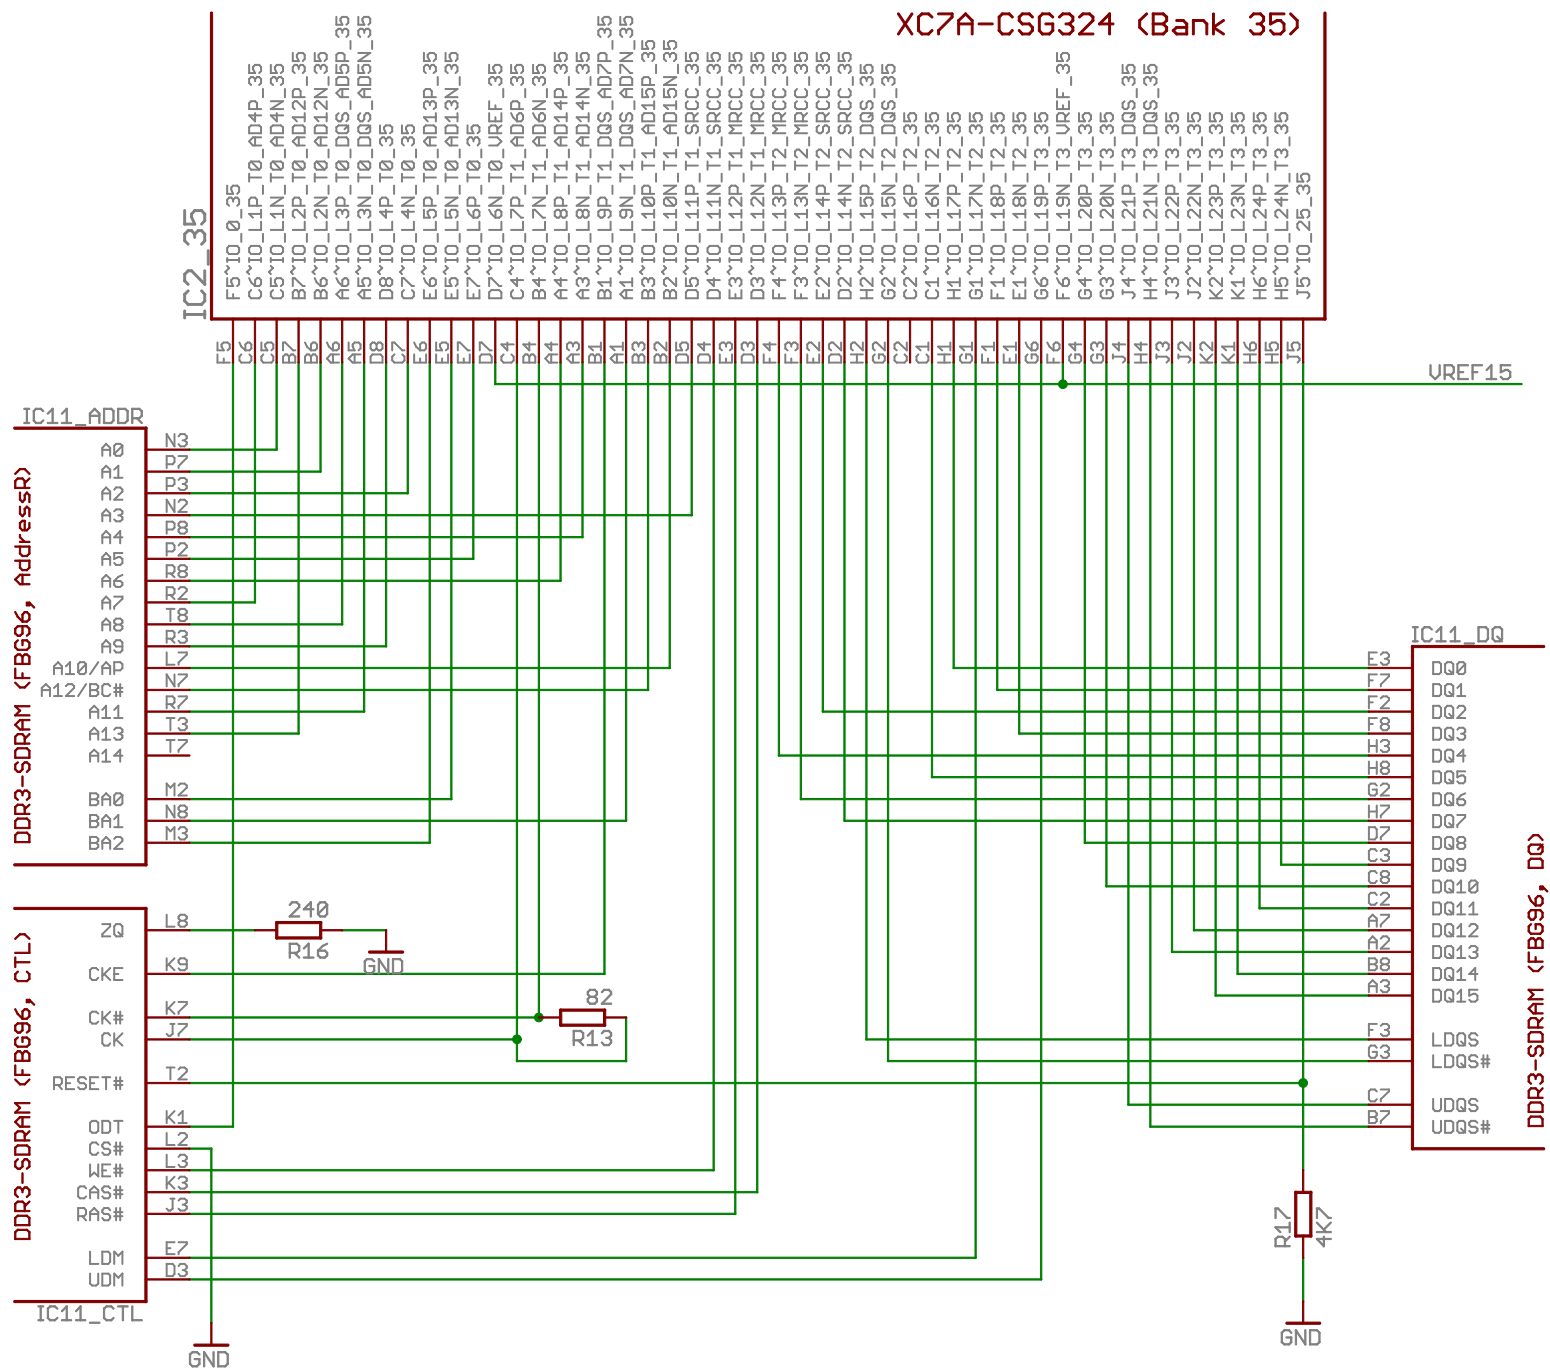 XC7A-CSG324 (Bank 35)
IC2_35
F5~IO_0_35
C6~IO_L1P_T0_AD4P_35
C5~IO_L1N_T0_AD4N_35
B7~IO_L2P_T0_AD12P_35
B6~IO_L2N_T0_AD12N_35
A6~IO_L3P_T0_DQS_AD5P_35
A5~IO_L3N_T0_DQS_AD5N_35
D8~IO_L4P_T0_35
C7~IO_L4N_T0_35
E6~IO_L5P_T0_AD13P_35
E5~IO_L5N_T0_AD13N_35
E7~IO_L6P_T0_35
D7~IO_L6N_T0_VREF_35
C4~IO_L7P_T1_AD6P_35
B4~IO_L7N_T1_AD6N_35
A4~IO_L8P_T1_AD14P_35
A3~IO_L8N_T1_AD14N_35
B1~IO_L9P_T1_DQS_AD7P_35
A1~IO_L9N_T1_DQS_AD7N_35
B3~IO_L10P_T1_AD15P_35
B2~IO_L10N_T1_AD15N_35
D5~IO_L11P_T1_SRCC_35
D4~IO_L11N_T1_SRCC_35
E3~IO_L12P_T1_MRCC_35
D3~IO_L12N_T1_MRCC_35
F4~IO_L13P_T2_MRCC_35
F3~IO_L13N_T2_MRCC_35
E2~IO_L14P_T2_SRCC_35
D2~IO_L14N_T2_SRCC_35
H2~IO_L15P_T2_DQS_35
G2~IO_L15N_T2_DQS_35
C2~IO_L16P_T2_35
C1~IO_L16N_T2_35
H1~IO_L17P_T2_35
G1~IO_L17N_T2_35
F1~IO_L18P_T2_35
E1~IO_L18N_T2_35
G6~IO_L19P_T3_35
F6~IO_L19N_T3_VREF_35
G4~IO_L20P_T3_35
G3~IO_L20N_T3_35
J4~IO_L21P_T3_DQS_35
H4~IO_L21N_T3_DQS_35
J3~IO_L22P_T3_35
J2~IO_L22N_T3_35
K2~IO_L23P_T3_35
K1~IO_L23N_T3_35
H6~IO_L24P_T3_35
H5~IO_L24N_T3_35
J5~IO_25_35
F5 C6 C5 B7 B6 A6 A5 D8 C7 E6 E5 E7 D7 C4 B4 A4 A3 B1 A1 B3 B2 D5 D4 E3 D3 F4 F3 E2 D2 H2 G2 C2 C1 H1 G1 F1 E1 G6 F6 G4 G3 J4 H4 J3 J2 K2 K1 H6 H5 J5
VREF15
IC11_ADDR
DDR3-SDRAM (FBG96, AddressR)
A0 N3
A1 P7
A2 P3
A3 N2
A4 P8
A5 P2
A6 R8
A7 R2
A8 T8
A9 R3
A10/AP L7
A12/BC# N7
A11 R7
A13 T3
A14 T7
BA0 M2
BA1 N8
BA2 M3
DDR3-SDRAM (FBG96, CTL)
ZQ L8
240
R16
GND
CKE K9
CK# K7
82
R13
CK J7
RESET# T2
ODT K1
CS# L2
WE# L3
CAS# K3
RAS# J3
LDM E7
UDM D3
IC11_CTL
GND
IC11_DQ
E3 DQ0
F7 DQ1
F2 DQ2
F8 DQ3
H3 DQ4
H8 DQ5
G2 DQ6
H7 DQ7
D7 DQ8
C3 DQ9
C8 DQ10
C2 DQ11
A7 DQ12
A2 DQ13
B8 DQ14
A3 DQ15
F3 LDQS
G3 LDQS#
C7 UDQS
B7 UDQS#
DDR3-SDRAM (FBG96, DQ)
R17
4K7
GND